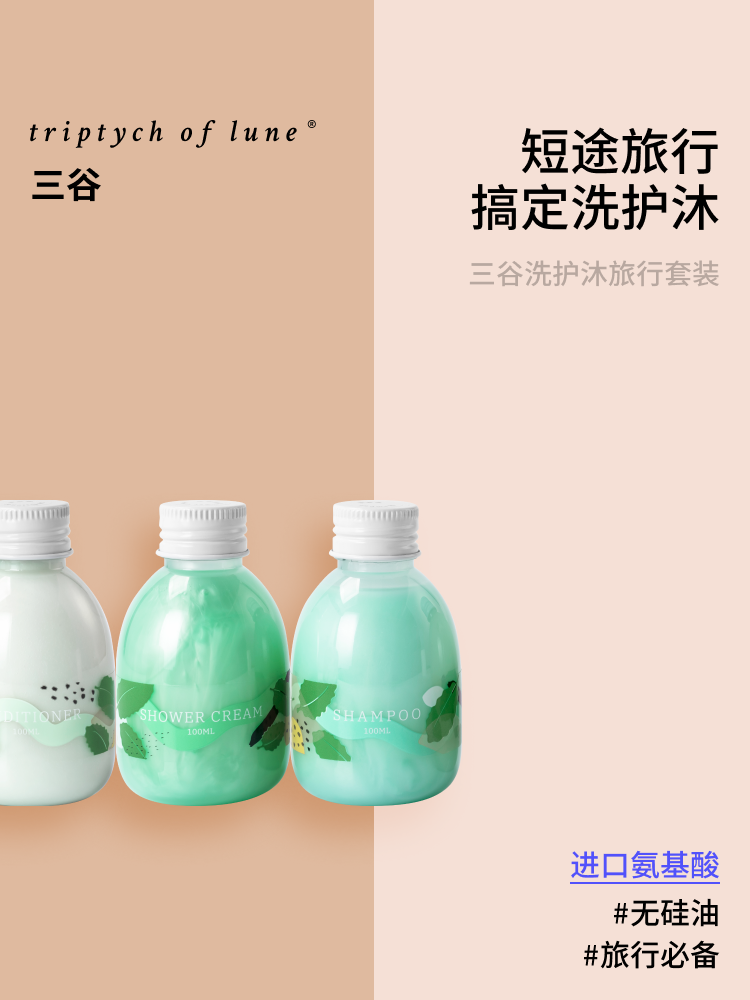 triptych of lune®
三谷
短途旅行
搞定洗护沐
三谷洗护沐旅行套装
DITIONER
100ML
SHOWER CREAM
100ML
SHAMPOO
100ML
进口氨基酸
#无硅油
#旅行必备